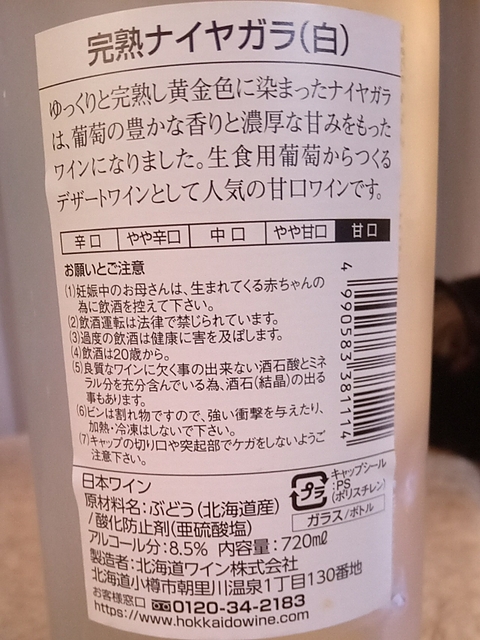 完熟ナイヤガラ(白)
ゆっくりと完熟し黄金色に染まったナイヤガラ
は、葡萄の豊かな香りと濃厚な甘みをもった
ワインになりました。生食用葡萄からつくる
デザートワインとして人気の甘口ワインです。
辛口 やや辛口 中口 やや甘口 甘口
お願いとご注意
(1)妊娠中のお母さんは、生まれてくる赤ちゃんの
為に飲酒を控えて下さい。
(2)飲酒運転は法律で禁じられています。
(3)過度の飲酒は健康に害を及ぼします。
(4)飲酒は20歳から。
(5)良質なワインに欠く事の出来ない酒石酸とミネ
ラル分を充分含んでいる為、酒石(結晶)の出る
事もあります。
(6)ビンは割れ物ですので、強い衝撃を与えたり、
加熱・冷凍はしないで下さい。
(7)キャップの切り口や突起部でケガをしないようご
注意下さい。
4 990583 381114
日本ワイン
原材料名:ぶどう(北海道産)
/酸化防止剤(亜硫酸塩)
アルコール分:8.5% 内容量:720㎖
製造者:北海道ワイン株式会社
北海道小樽市朝里川温泉1丁目130番地
お客様窓口 0120-34-2183
https://www.hokkaidowine.com
プラ
キャップシール
:PS
(ポリスチレン)
ガラス/ボトル